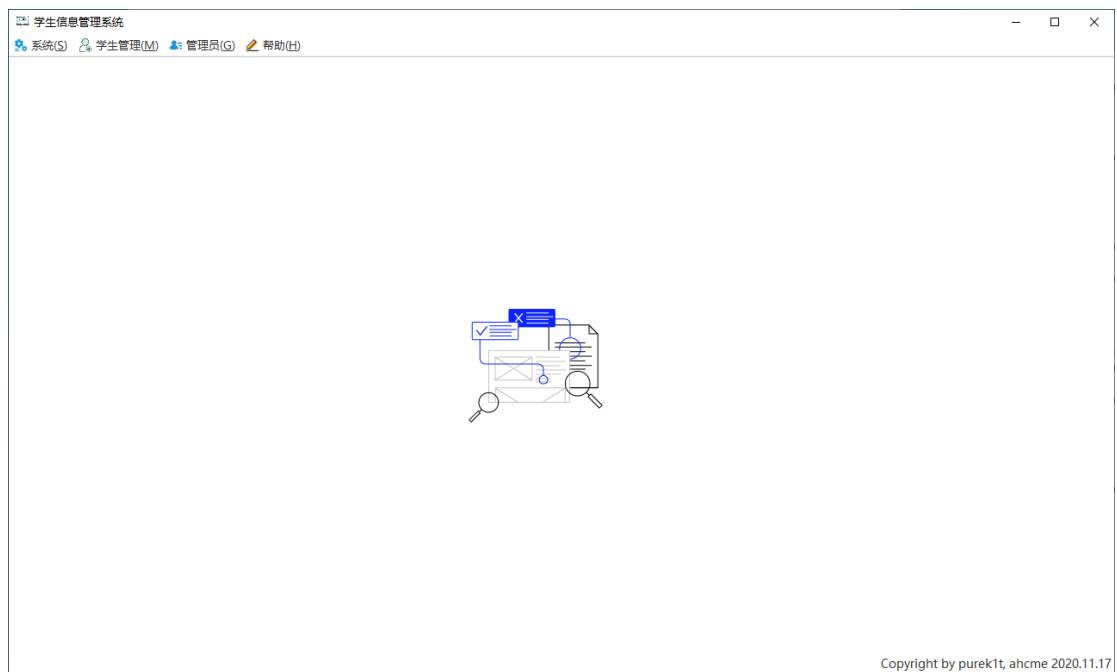 学生信息管理系统
系统(S) 学生管理(M) 管理员(G) 帮助(H)
Copyright by purek1t, ahcme 2020.11.17